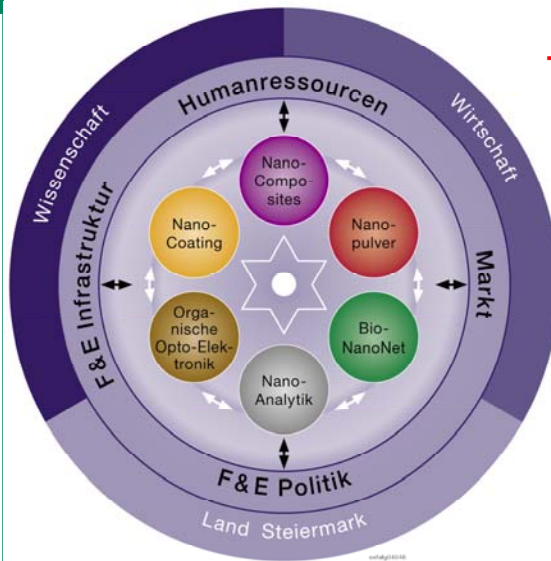 Wissenschaft
Wirtschaft
Land Steiermark
Humanressourcen
F&E Infrastruktur
Markt
F&E Politik
Nano-
Compo-
sites
Nano-
Coating
Nano-
pulver
Orga-
nische
Opto-Elek-
tronik
Bio-
NanoNet
Nano-
Analytik